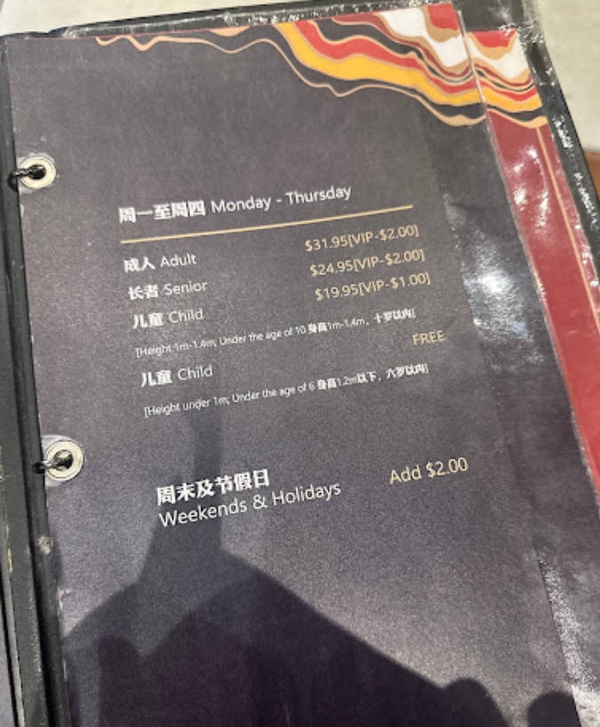 周一至周四 Monday - Thursday
成人 Adult $31.95[VIP-$2.00]
长者 Senior $24.95[VIP-$2.00]
儿童 Child $19.95[VIP-$1.00]
[Height 1m-1.4m; Under the age of 10 身高1m-1.4m，十岁以内]
儿童 Child FREE
[Height under 1m; Under the age of 6 身高1.2m以下，六岁以内]
周末及节假日
Weekends & Holidays Add $2.00